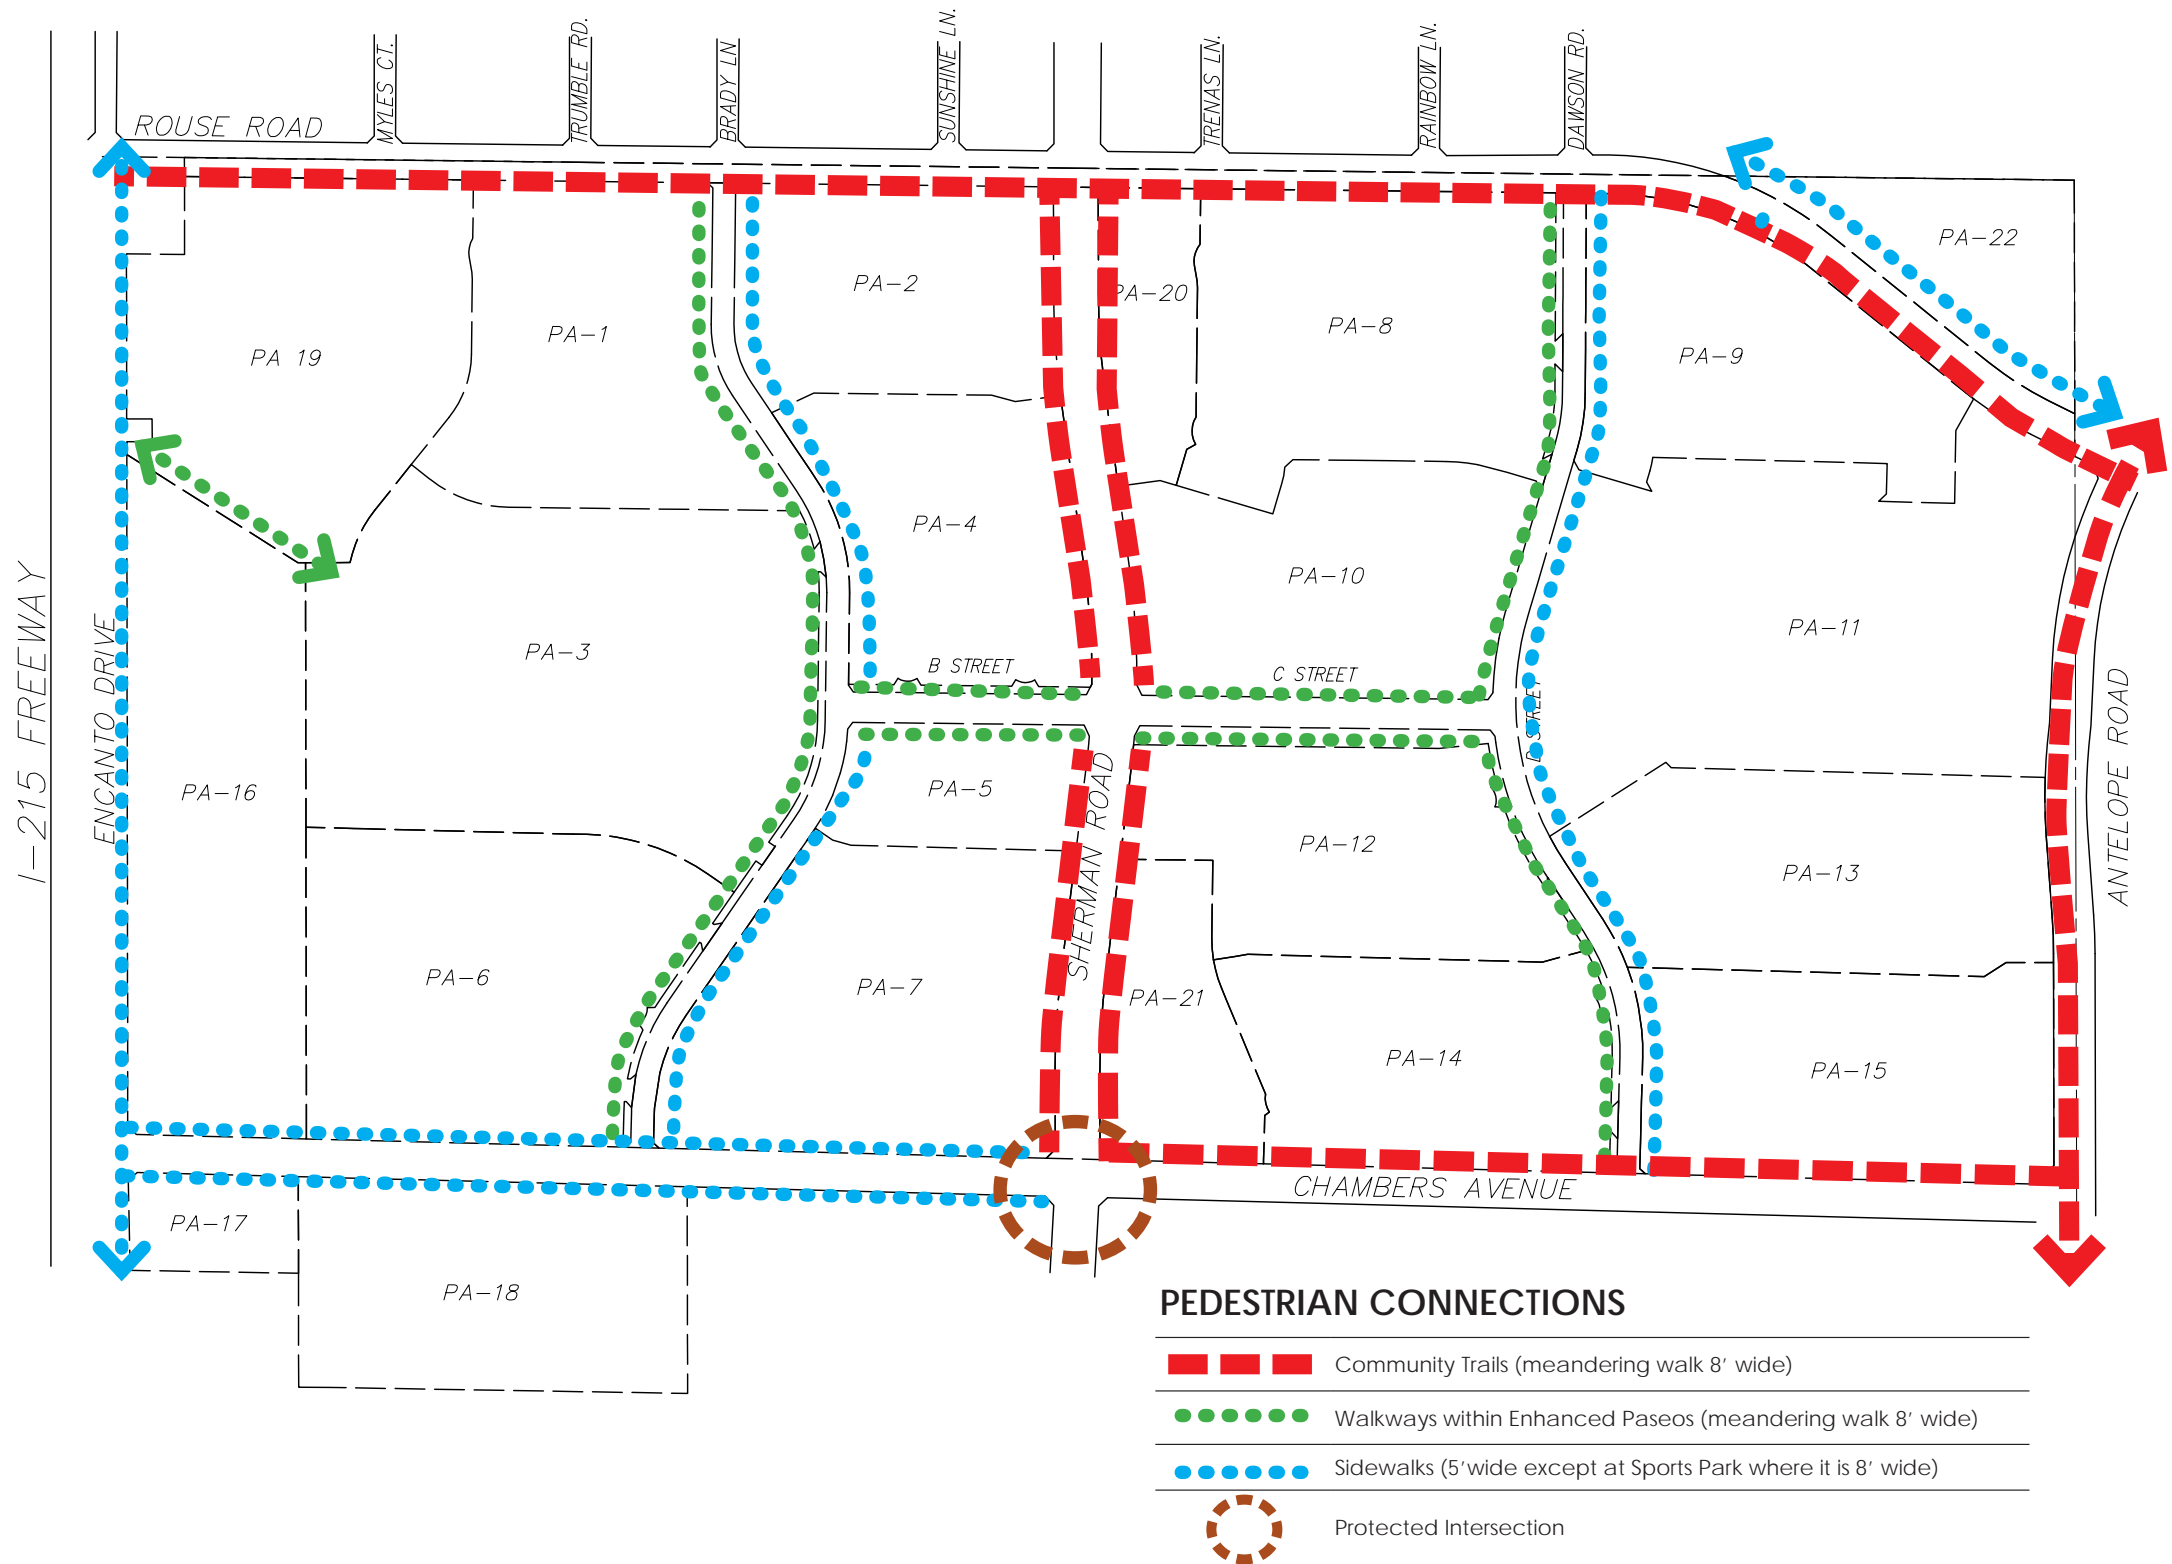 MYLES CT.
TRUMBLE RD.
BRADY LN
SUNSHINE LN.
TRENAS LN.
RAINBOW LN.
DAWSON RD.
ROUSE ROAD
PA-22
PA-2
PA-20
PA-8
PA-1
PA 19
PA-9
PA-4
PA-10
PA-11
PA-3
B STREET
C STREET
D STREET
I-215 FREEWAY
ENCANTO DRIVE
ANTELOPE ROAD
PA-16
PA-5
SHERMAN ROAD
PA-12
PA-13
PA-6
PA-7
PA-21
PA-14
PA-15
CHAMBERS AVENUE
PA-17
PA-18
PEDESTRIAN CONNECTIONS
Community Trails (meandering walk 8' wide)
Walkways within Enhanced Paseos (meandering walk 8' wide)
Sidewalks (5'wide except at Sports Park where it is 8' wide)
Protected Intersection